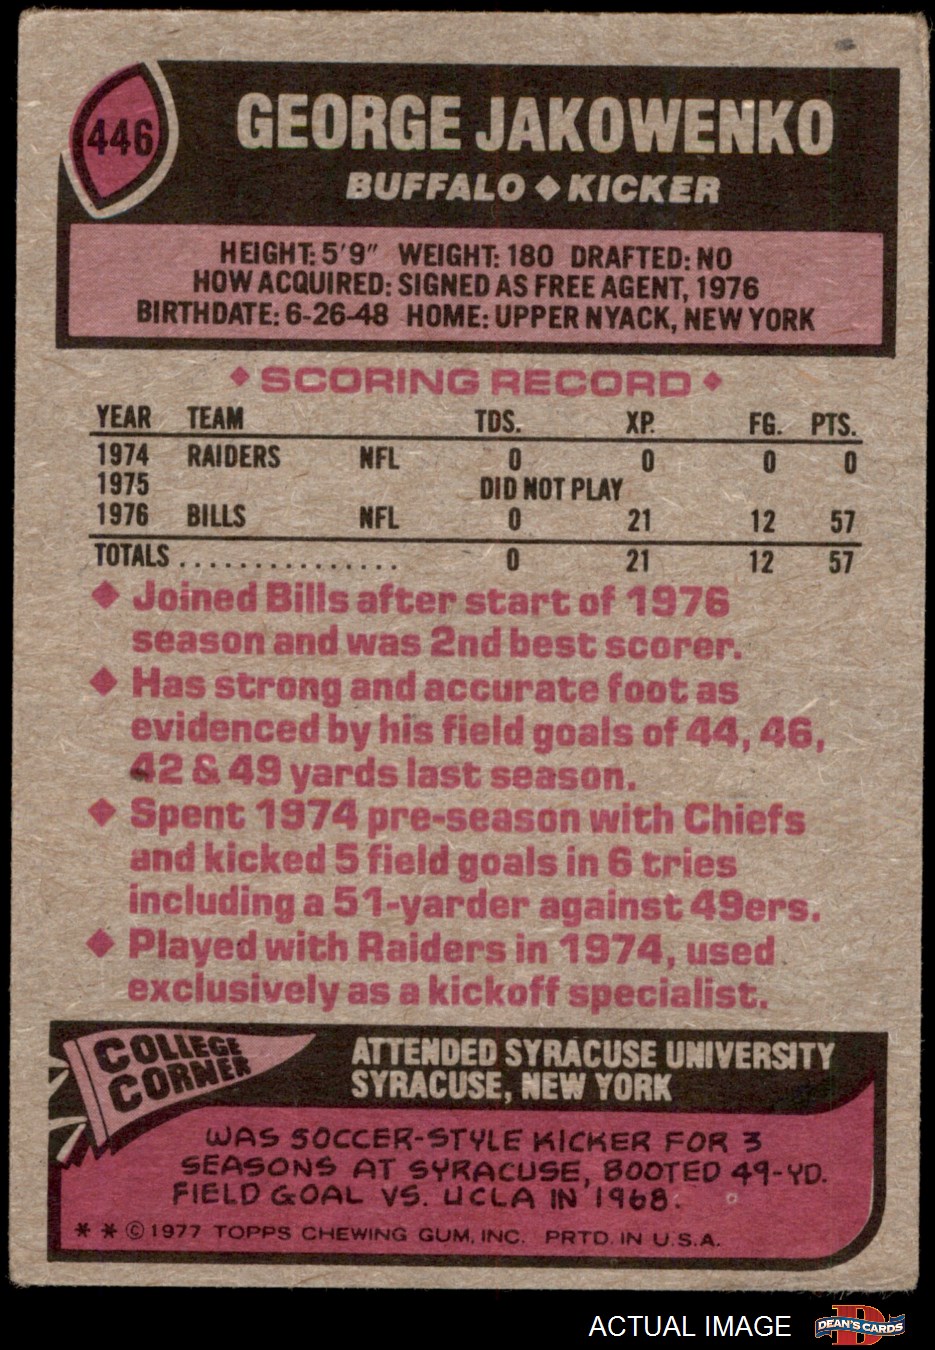 446
GEORGE JAKOWENKO
BUFFALO ◆ KICKER
HEIGHT: 5'9" WEIGHT: 180 DRAFTED: NO
HOW ACQUIRED: SIGNED AS FREE AGENT, 1976
BIRTHDATE: 6-26-48 HOME: UPPER NYACK, NEW YORK
◆ SCORING RECORD ◆
YEAR TEAM TDS. XP. FG. PTS.
1974 RAIDERS NFL 0 0 0 0
1975 DID NOT PLAY
1976 BILLS NFL 0 21 12 57
TOTALS . . . . . . . . . . . . . . . 0 21 12 57
◆ Joined Bills after start of 1976
season and was 2nd best scorer.
◆ Has strong and accurate foot as
evidenced by his field goals of 44, 46,
42 & 49 yards last season.
◆ Spent 1974 pre-season with Chiefs
and kicked 5 field goals in 6 tries
including a 51-yarder against 49ers.
◆ Played with Raiders in 1974, used
exclusively as a kickoff specialist.
COLLEGE
CORNER
ATTENDED SYRACUSE UNIVERSITY
SYRACUSE, NEW YORK
WAS SOCCER-STYLE KICKER FOR 3
SEASONS AT SYRACUSE, BOOTED 49-YD.
FIELD GOAL VS. UCLA IN 1968.
* * © 1977 TOPPS CHEWING GUM, INC. PRTD. IN U.S.A.
ACTUAL IMAGE
D
DEAN'S CARDS